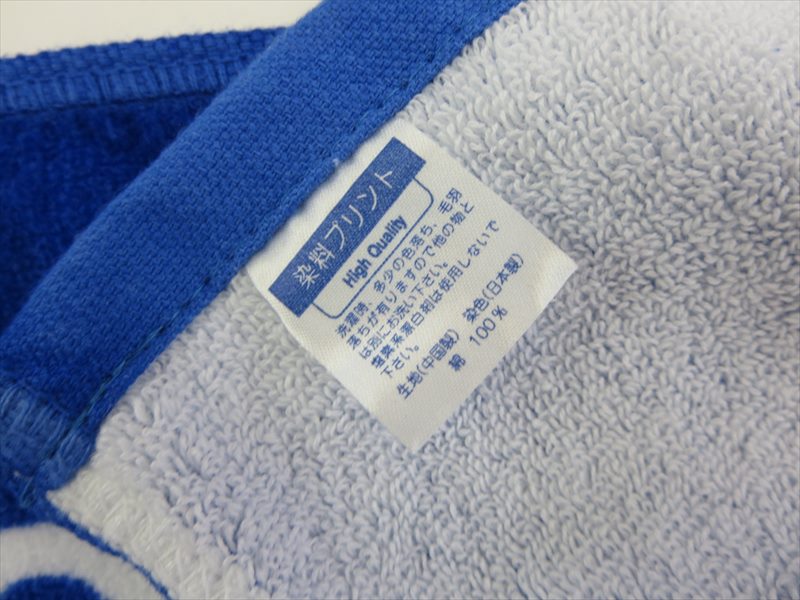 染料プリント
High Quality
洗濯時、多少の色落ち、毛羽
落ちが有りますので他の物と
は別にお洗い下さい。
塩素系漂白剤は使用しないで
下さい。
生地(中国製) 染色(日本製)
綿 100%